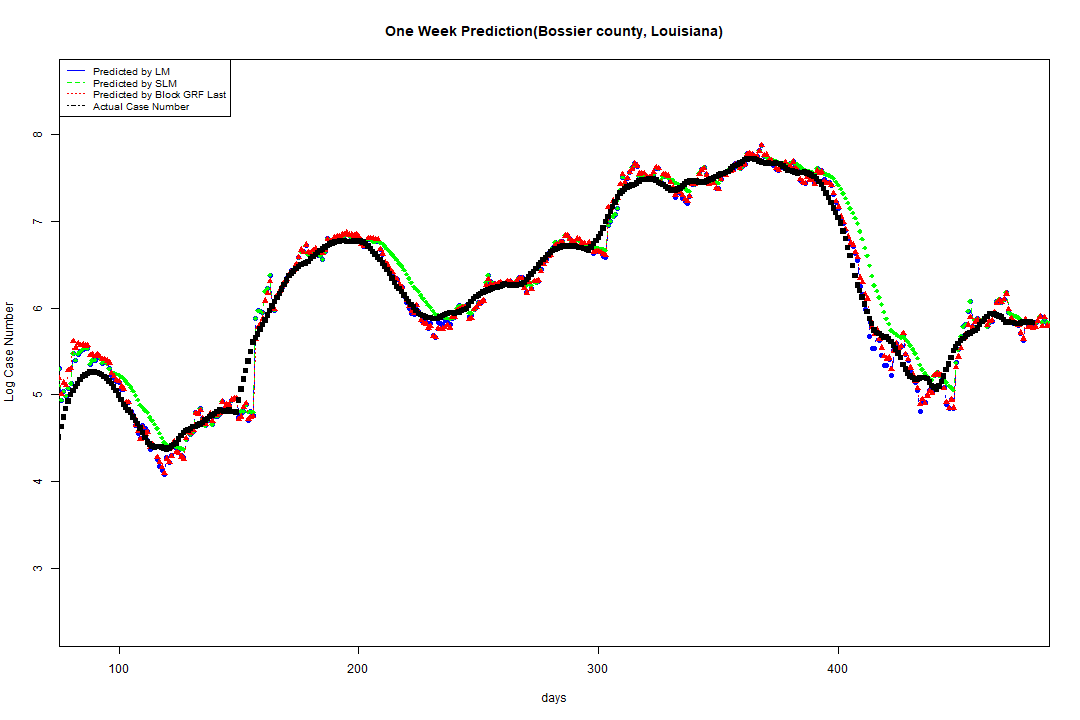 One Week Prediction(Bossier county, Louisiana)
Predicted by LM
Predicted by SLM
Predicted by Block GRF Last
Actual Case Number
8
7
6
5
4
3
Log Case Number
100 200 300 400
days